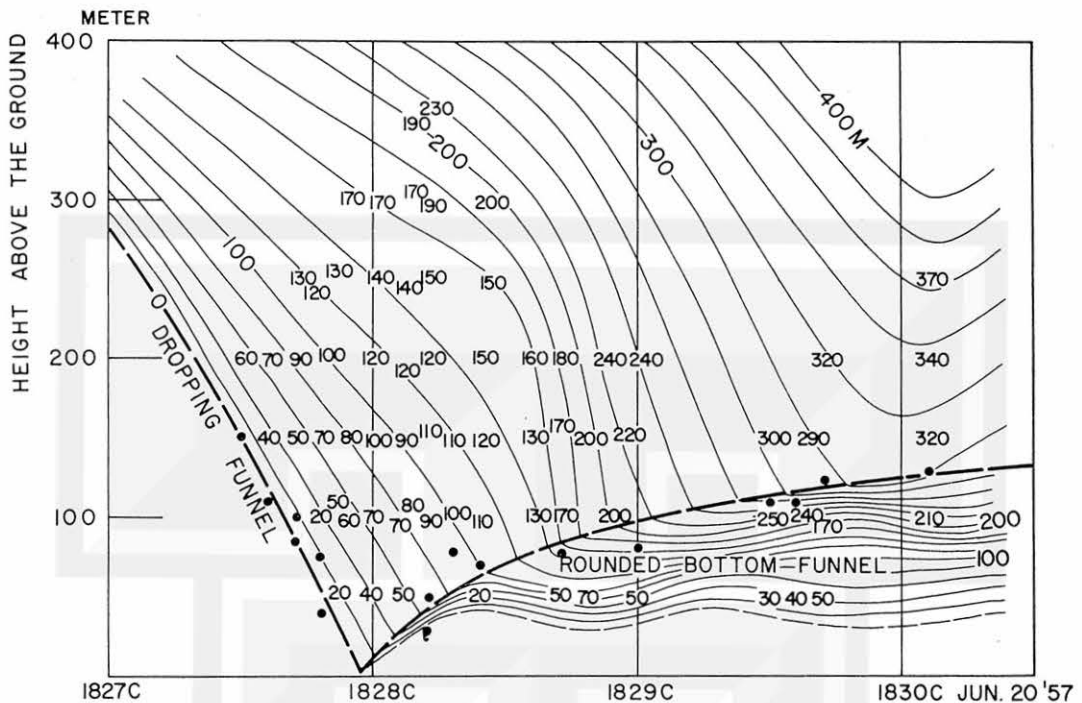 METER
HEIGHT ABOVE THE GROUND
400
300
200
100
400M
230
190
200
300
170 170 170 190 200
100
130 130 140 150 150 370
120 140
O DROPPING FUNNEL
60 70 90 100 120 120 150 160 180 240 240 320 340
120
170
40 50 70 80 100 90 110 110 120 130 200 220 300 290 320
50 80
20 60 70 70 90 100 110 130 170 200 250 240 170 210 200
ROUNDED BOTTOM FUNNEL 100
20 40 50 20 50 70 50 30 40 50
1827C 1828C 1829C 1830C JUN. 20 '57